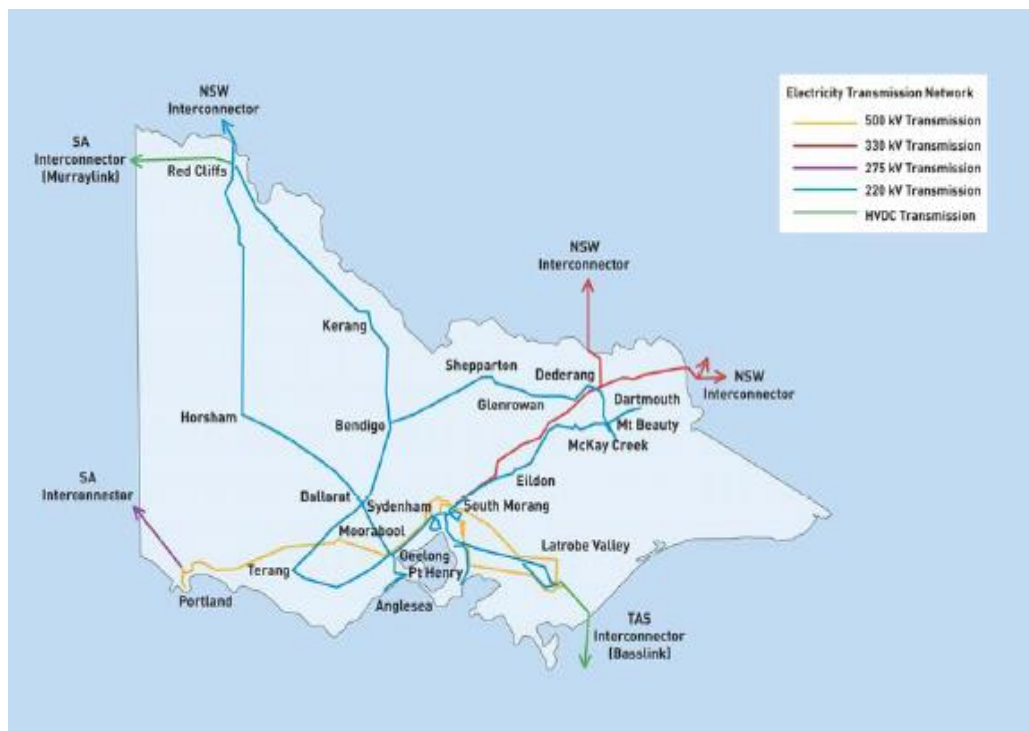 NSW
Interconnector
SA
Interconnector
(Murraylink)
Red Cliffs
Electricity Transmission Network
500 kV Transmission
330 kV Transmission
275 kV Transmission
220 kV Transmission
HVDC Transmission
NSW
Interconnector
Kerang
Shepparton
Dederang
NSW
Interconnector
Glenrowan
Dartmouth
Horsham
Bendigo
Mt Beauty
McKay Creek
SA
Interconnector
Eildon
Ballarat
Sydenham
South Morang
Moorabool
Latrobe Valley
Geelong
Terang
Pt Henry
Portland
Anglesea
TAS
Interconnector
(Basslink)